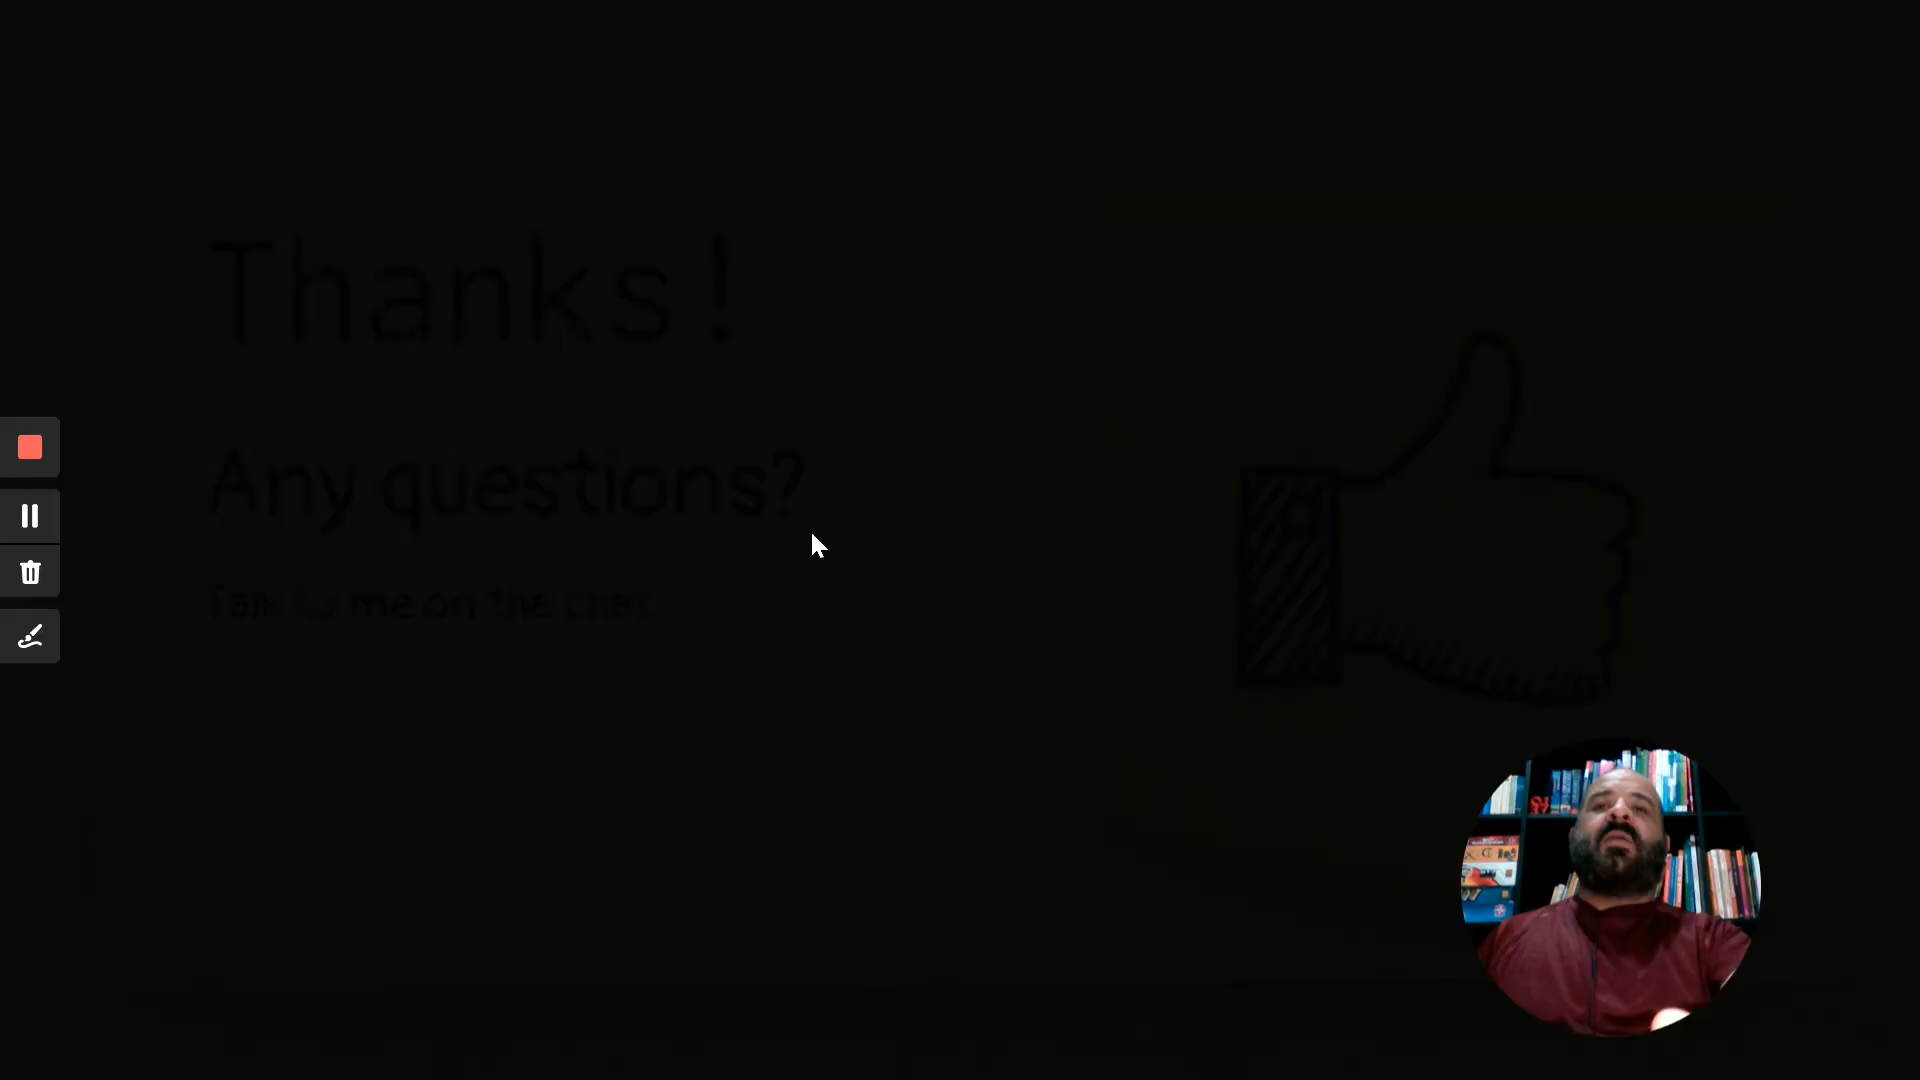 Thanks!
Any questions?
Talk to me on the chat.